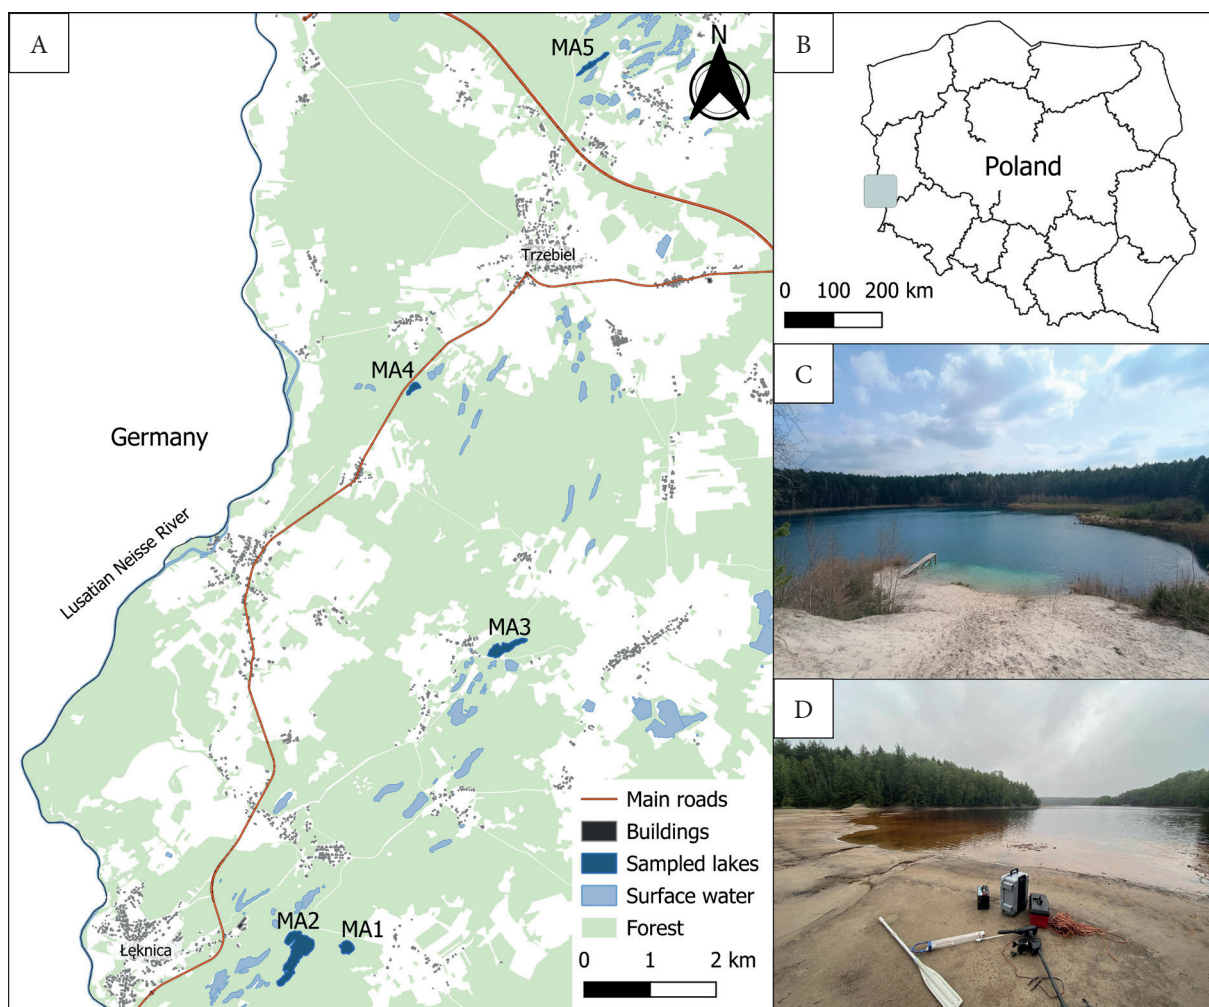 A
MA5
N
Trzebiel
MA4
Germany
Lusatian Neisse River
MA3
MA2
MA1
Łęknica
Main roads
Buildings
Sampled lakes
Surface water
Forest
0 1 2 km
B
Poland
0 100 200 km
C
D